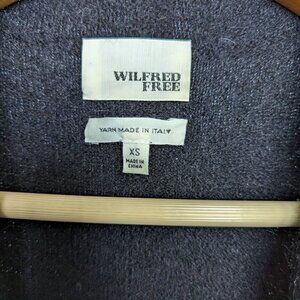 WILFRED
FREE
YARN MADE IN ITALY
XS
MADE IN
CHINA